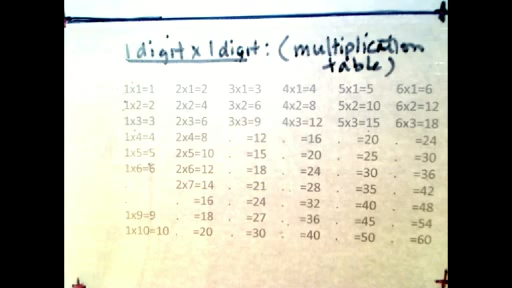 1 digit x 1 digit: (multiplication
table)
1x1=1 2x1=2 3x1=3 4x1=4 5x1=5 6x1=6
1x2=2 2x2=4 3x2=6 4x2=8 5x2=10 6x2=12
1x3=3 2x3=6 3x3=9 4x3=12 5x3=15 6x3=18
1x4=4 2x4=8 . =12 . =16 . =20 . =24
1x5=5 2x5=10 . =15 . =20 . =25 . =30
1x6=6 2x6=12 . =18 . =24 . =30 . =36
2x7=14 . =21 . =28 . =35 . =42
. =16 . =24 . =32 . =40 . =48
1x9=9 . =18 . =27 . =36 . =45 . =54
1x10=10 . =20 . =30 . =40 . =50 . =60